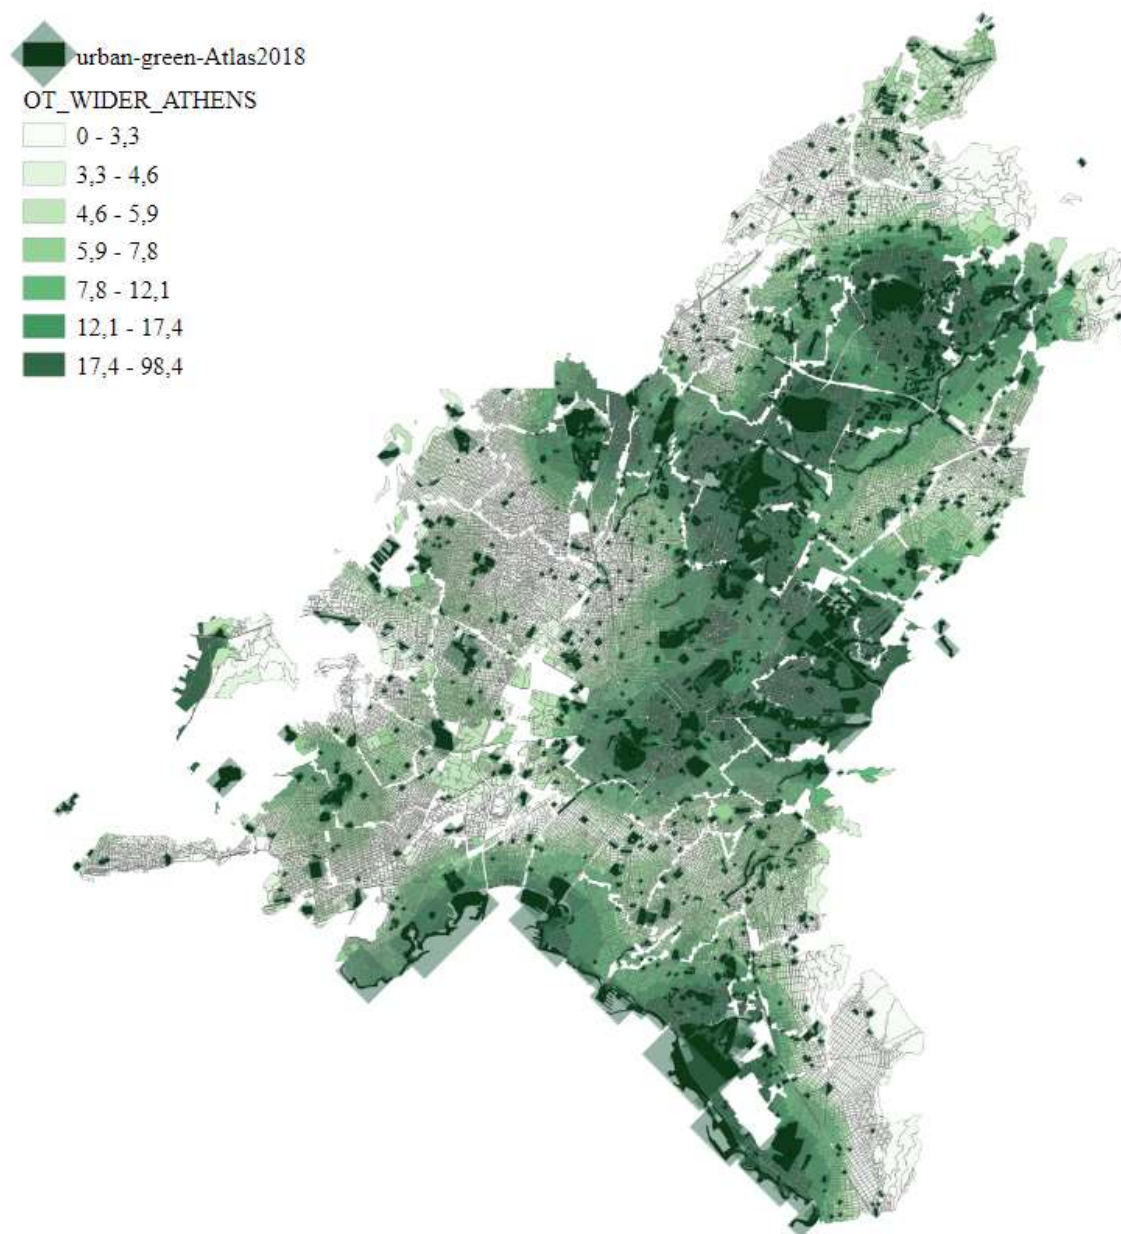 urban-green-Atlas2018
OT_WIDER_ATHENS
0 - 3,3
3,3 - 4,6
4,6 - 5,9
5,9 - 7,8
7,8 - 12,1
12,1 - 17,4
17,4 - 98,4